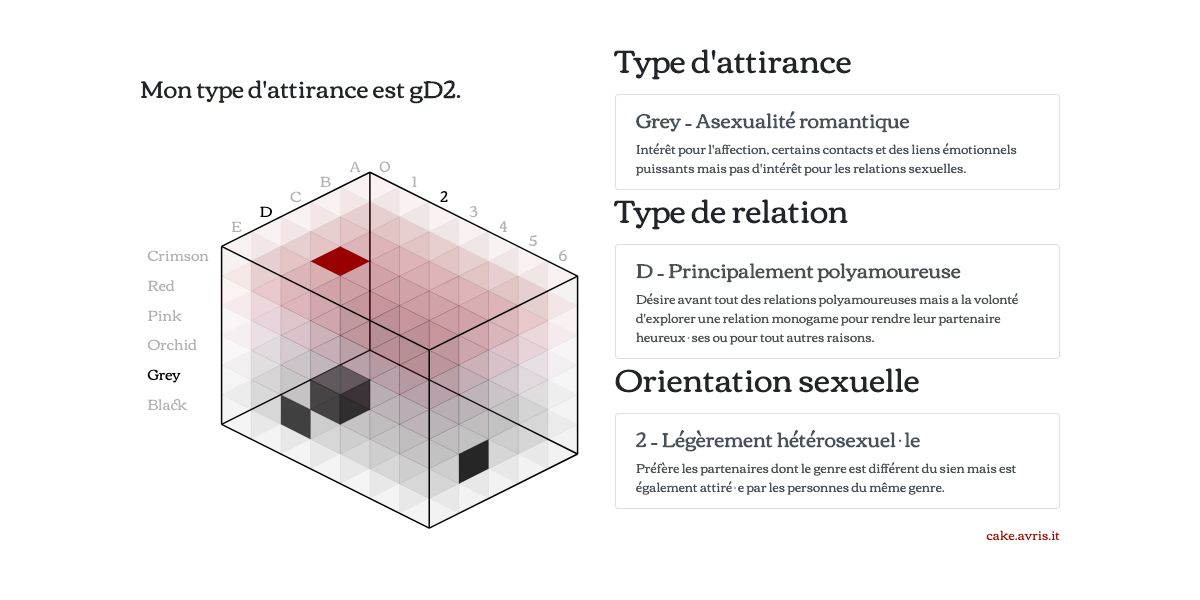 Mon type d'attirance est gD2.
A O
B 1
C 2
D 3
E 4
5
6
Crimson
Red
Pink
Orchid
Grey
Black
Type d'attirance
Grey - Asexualité romantique
Intérêt pour l'affection, certains contacts et des liens émotionnels
puissants mais pas d'intérêt pour les relations sexuelles.
Type de relation
D - Principalement polyamoureuse
Désire avant tout des relations polyamoureuses mais a la volonté
d'explorer une relation monogame pour rendre leur partenaire
heureux·ses ou pour tout autres raisons.
Orientation sexuelle
2 - Légèrement hétérosexuel·le
Préfère les partenaires dont le genre est différent du sien mais est
également attiré·e par les personnes du même genre.
cake.avris.it